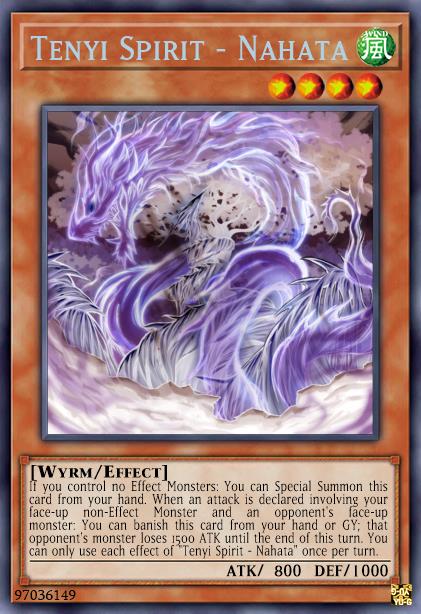 TENYI SPIRIT - NAHATA
WIND
風
[WYRM/EFFECT]
If you control no Effect Monsters: You can Special Summon this
card from your hand. When an attack is declared involving your
face-up non-Effect Monster and an opponent's face-up
monster: You can banish this card from your hand or GY; that
opponent's monster loses 1500 ATK until the end of this turn. You
can only use each effect of "Tenyi Spirit - Nahata" once per turn.
ATK/ 800 DEF/1000
97036149